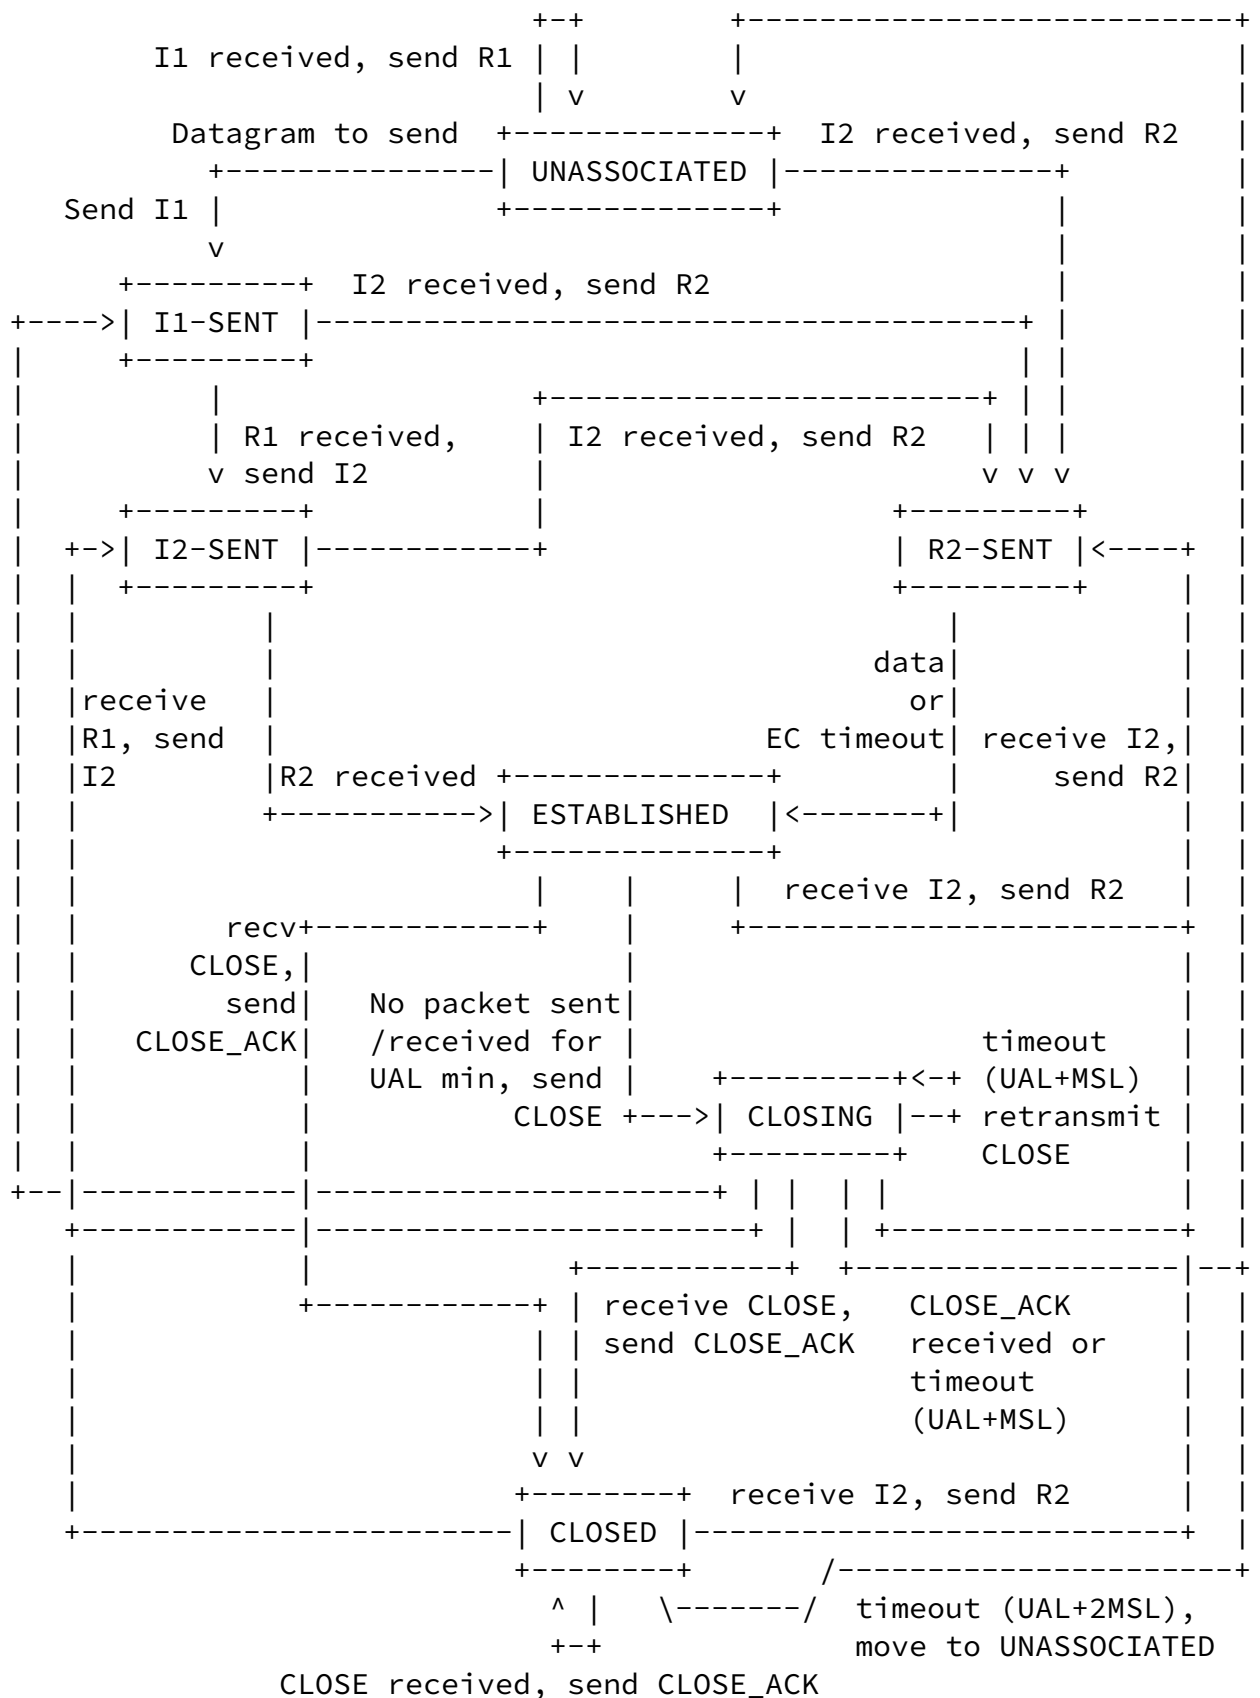 I1 received, send R1
Datagram to send I2 received, send R2
UNASSOCIATED
Send I1
I2 received, send R2
I1-SENT
R1 received, I2 received, send R2
send I2
I2-SENT R2-SENT
data
receive or
R1, send EC timeout receive I2,
I2 R2 received send R2
ESTABLISHED
receive I2, send R2
recv
CLOSE,
send No packet sent
CLOSE_ACK /received for timeout
UAL min, send (UAL+MSL)
CLOSE CLOSING retransmit
CLOSE
receive CLOSE, CLOSE_ACK
send CLOSE_ACK received or
timeout
(UAL+MSL)
receive I2, send R2
CLOSED
timeout (UAL+2MSL),
move to UNASSOCIATED
CLOSE received, send CLOSE_ACK